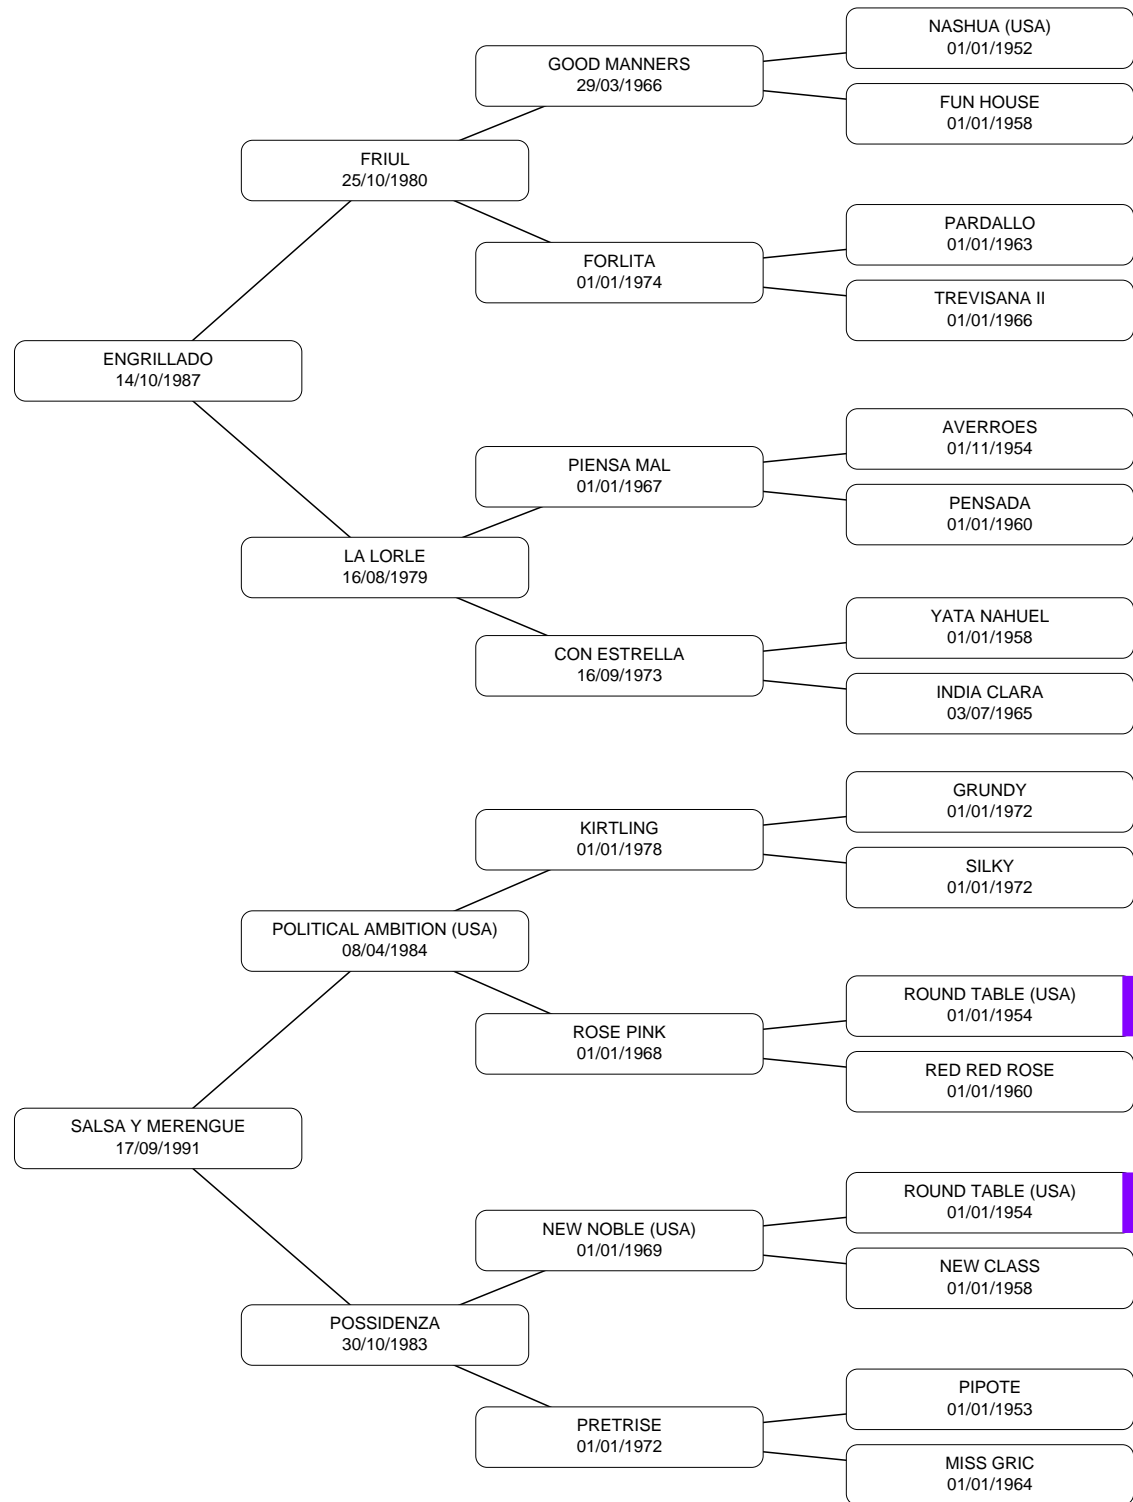 NASHUA (USA)
01/01/1952
GOOD MANNERS
29/03/1966
FUN HOUSE
01/01/1958
FRIUL
25/10/1980
PARDALLO
01/01/1963
FORLITA
01/01/1974
TREVISANA II
01/01/1966
ENGRILLADO
14/10/1987
AVERROES
01/11/1954
PIENSA MAL
01/01/1967
PENSADA
01/01/1960
LA LORLE
16/08/1979
YATA NAHUEL
01/01/1958
CON ESTRELLA
16/09/1973
INDIA CLARA
03/07/1965
GRUNDY
01/01/1972
KIRTLING
01/01/1978
SILKY
01/01/1972
POLITICAL AMBITION (USA)
08/04/1984
ROUND TABLE (USA)
01/01/1954
ROSE PINK
01/01/1968
RED RED ROSE
01/01/1960
SALSA Y MERENGUE
17/09/1991
ROUND TABLE (USA)
01/01/1954
NEW NOBLE (USA)
01/01/1969
NEW CLASS
01/01/1958
POSSIDENZA
30/10/1983
PIPOTE
01/01/1953
PRETRISE
01/01/1972
MISS GRIC
01/01/1964